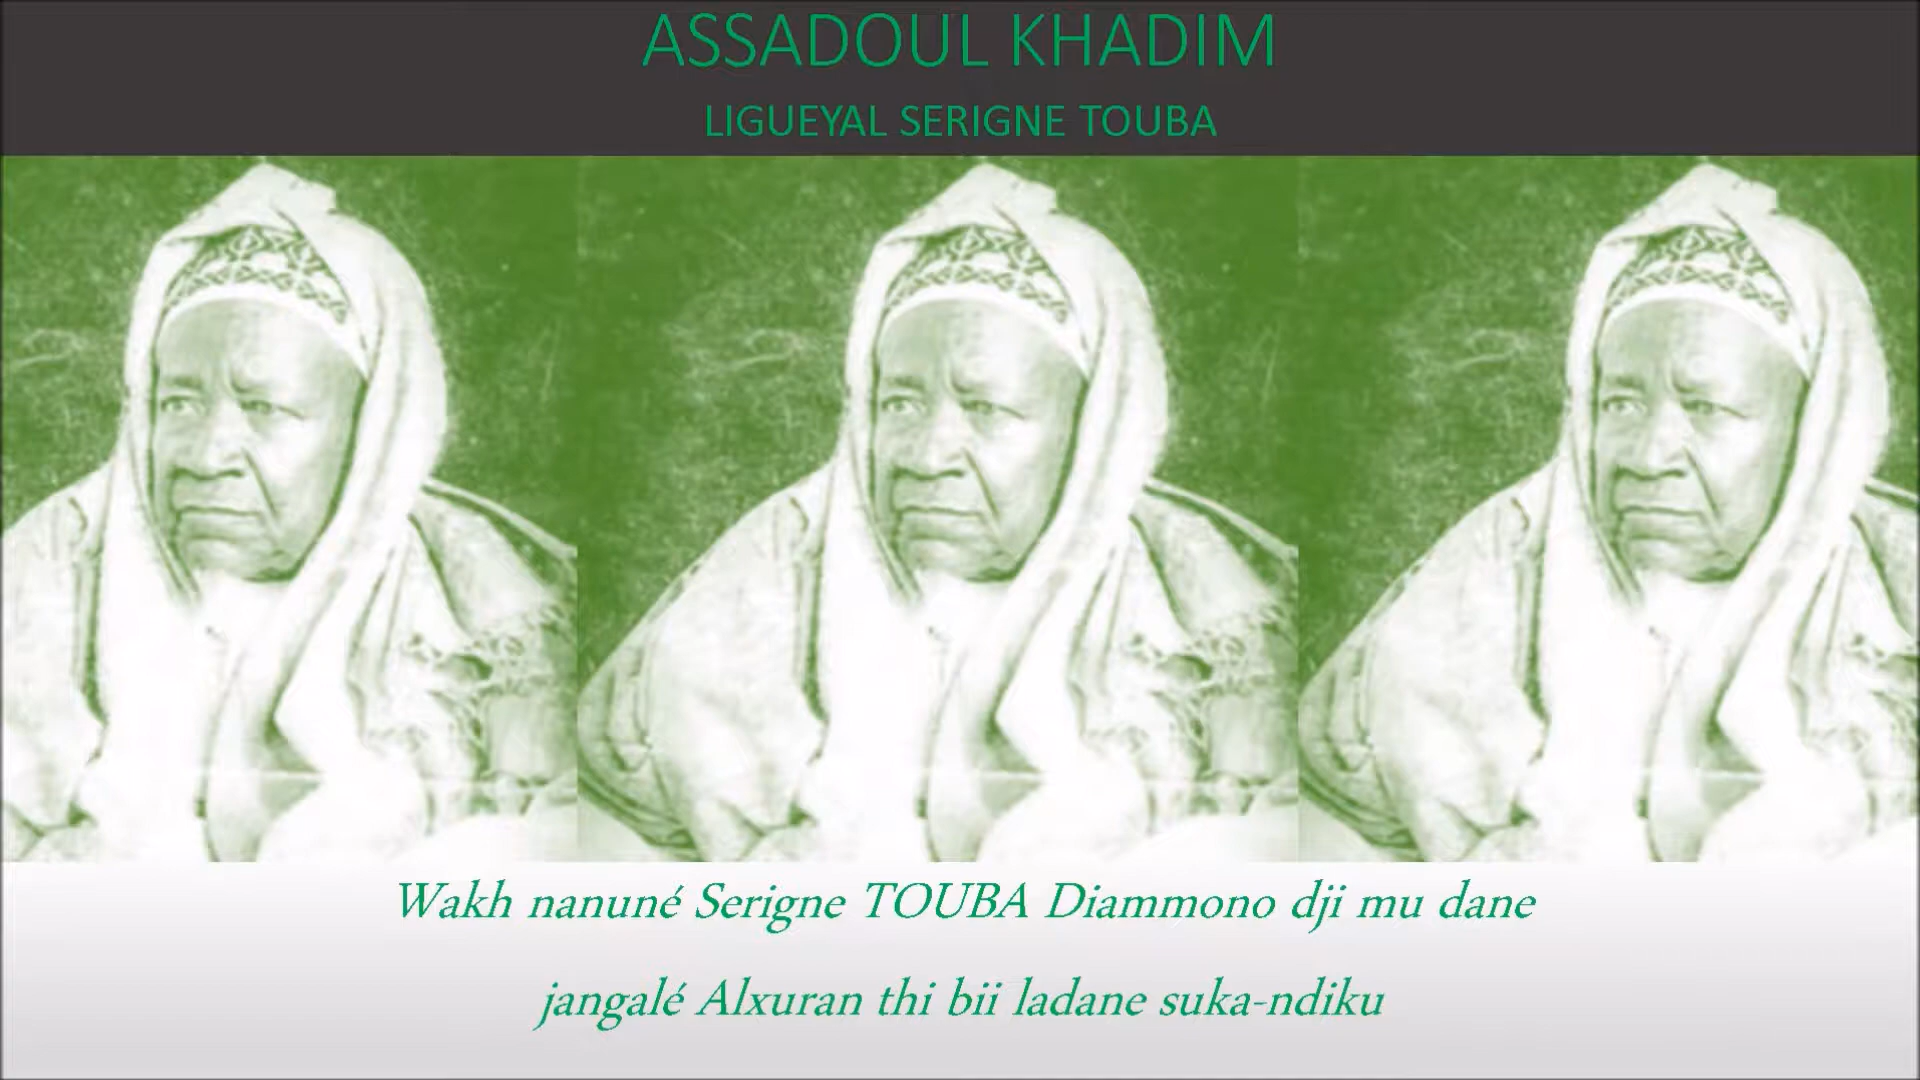 ASSADOUL KHADIM
LIGUEYAL SERIGNE TOUBA
Wakh nanuné Serigne TOUBA Diammono dji mu dane
jangalé Alxuran thi bii ladane suka-ndiku